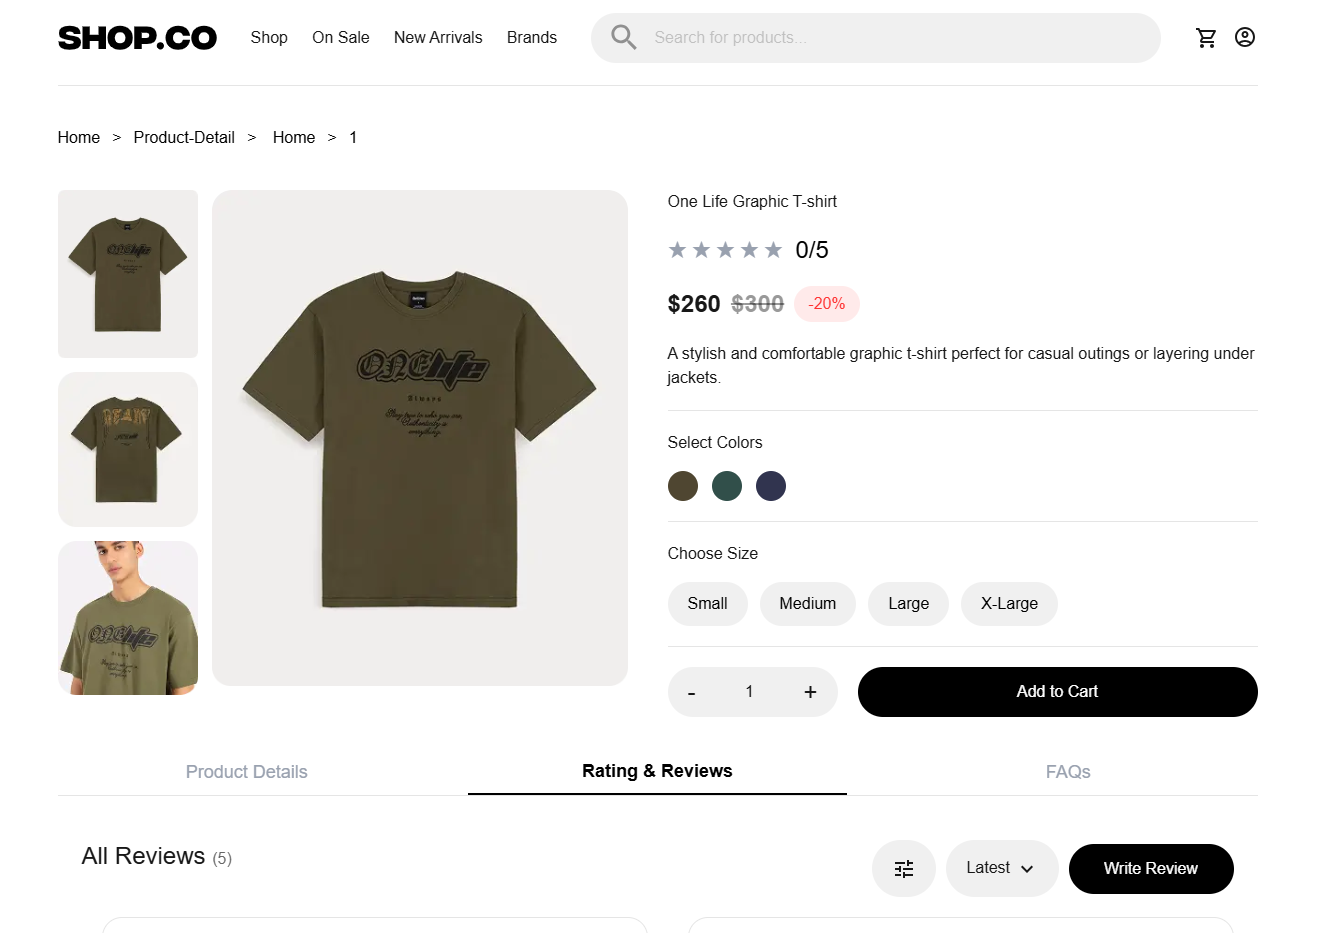 SHOP.CO Shop On Sale New Arrivals Brands Search for products...
Home > Product-Detail > Home > 1
One Life Graphic T-shirt
0/5
$260 $300 -20%
A stylish and comfortable graphic t-shirt perfect for casual outings or layering under
jackets.
ONE life
Select Colors
Choose Size
Small Medium Large X-Large
- 1 + Add to Cart
Product Details Rating & Reviews FAQs
All Reviews (5) Latest Write Review